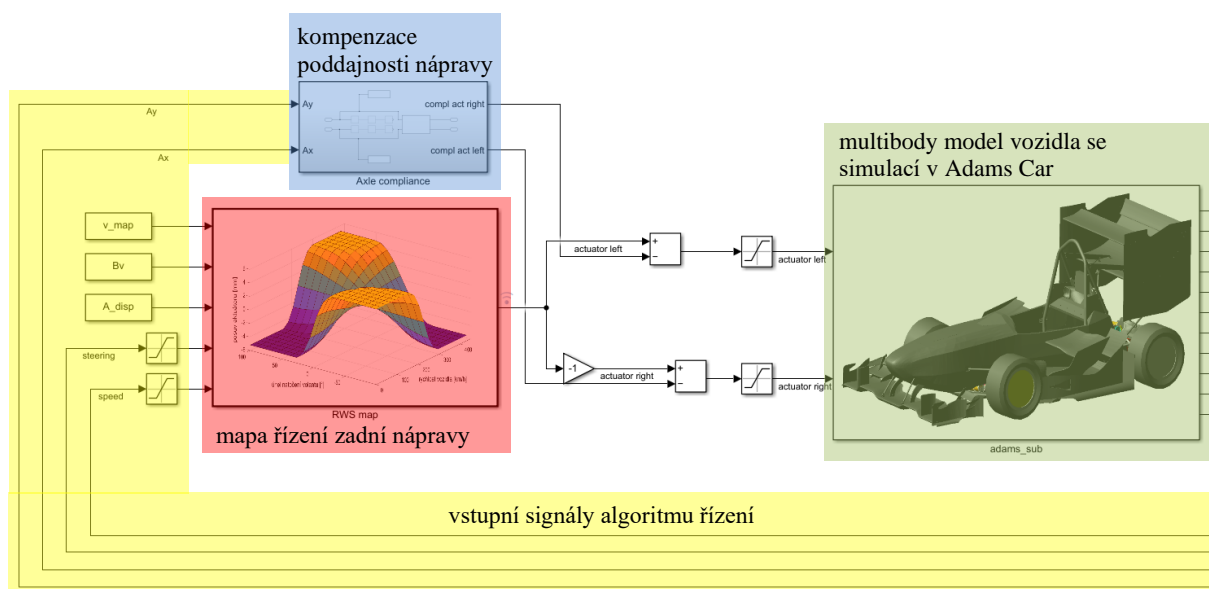 kompenzace
poddajnosti nápravy
Ay
Ay
compl act right
Ax
Ax
compl act left
Axle compliance
multibody model vozidla se
simulací v Adams Car
v_map
Bv
A_disp
steering
speed
RWS map
mapa řízení zadní nápravy
actuator left
+
−
actuator left
-1
actuator right
+
−
actuator right
adams_sub
vstupní signály algoritmu řízení